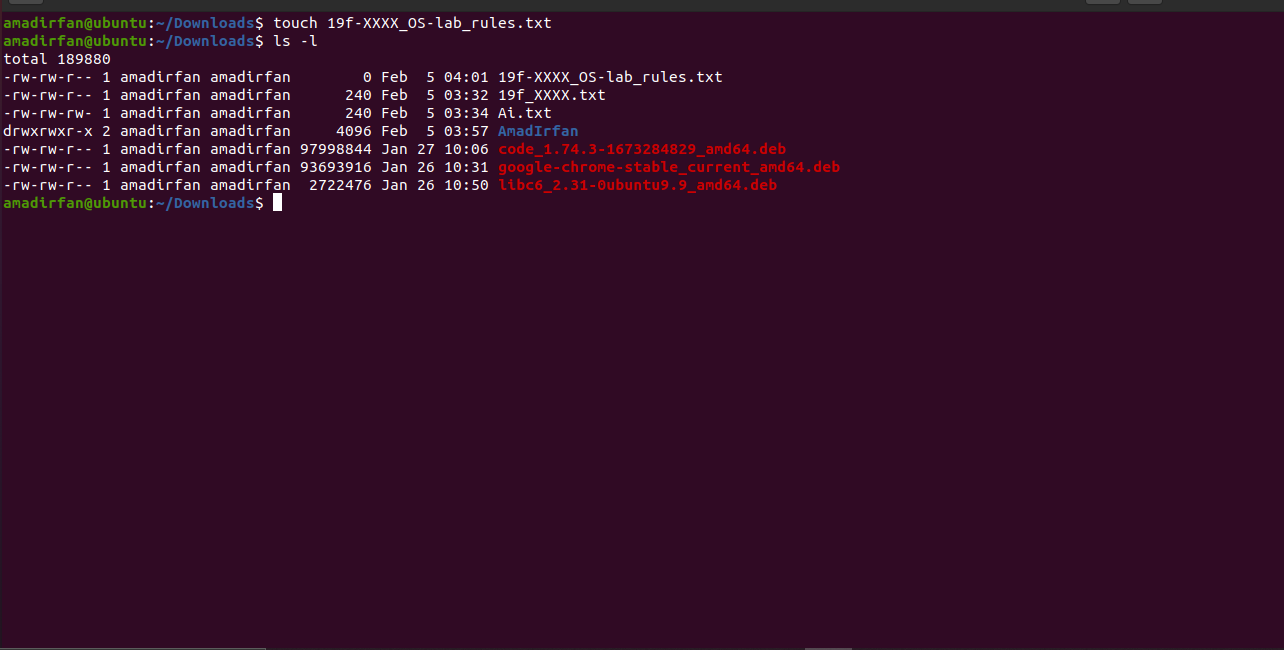 amadirfan@ubuntu:~/Downloads$ touch 19f-XXXX_OS-lab_rules.txt
amadirfan@ubuntu:~/Downloads$ ls -l
total 189880
-rw-rw-r-- 1 amadirfan amadirfan        0 Feb  5 04:01 19f-XXXX_OS-lab_rules.txt
-rw-rw-r-- 1 amadirfan amadirfan      240 Feb  5 03:32 19f_XXXX.txt
-rw-rw-rw- 1 amadirfan amadirfan      240 Feb  5 03:34 Ai.txt
drwxrwxr-x 2 amadirfan amadirfan     4096 Feb  5 03:57 AmadIrfan
-rw-rw-r-- 1 amadirfan amadirfan 97998844 Jan 27 10:06 code_1.74.3-1673284829_amd64.deb
-rw-rw-r-- 1 amadirfan amadirfan 93693916 Jan 26 10:31 google-chrome-stable_current_amd64.deb
-rw-rw-r-- 1 amadirfan amadirfan  2722476 Jan 26 10:50 libc6_2.31-0ubuntu9.9_amd64.deb
amadirfan@ubuntu:~/Downloads$